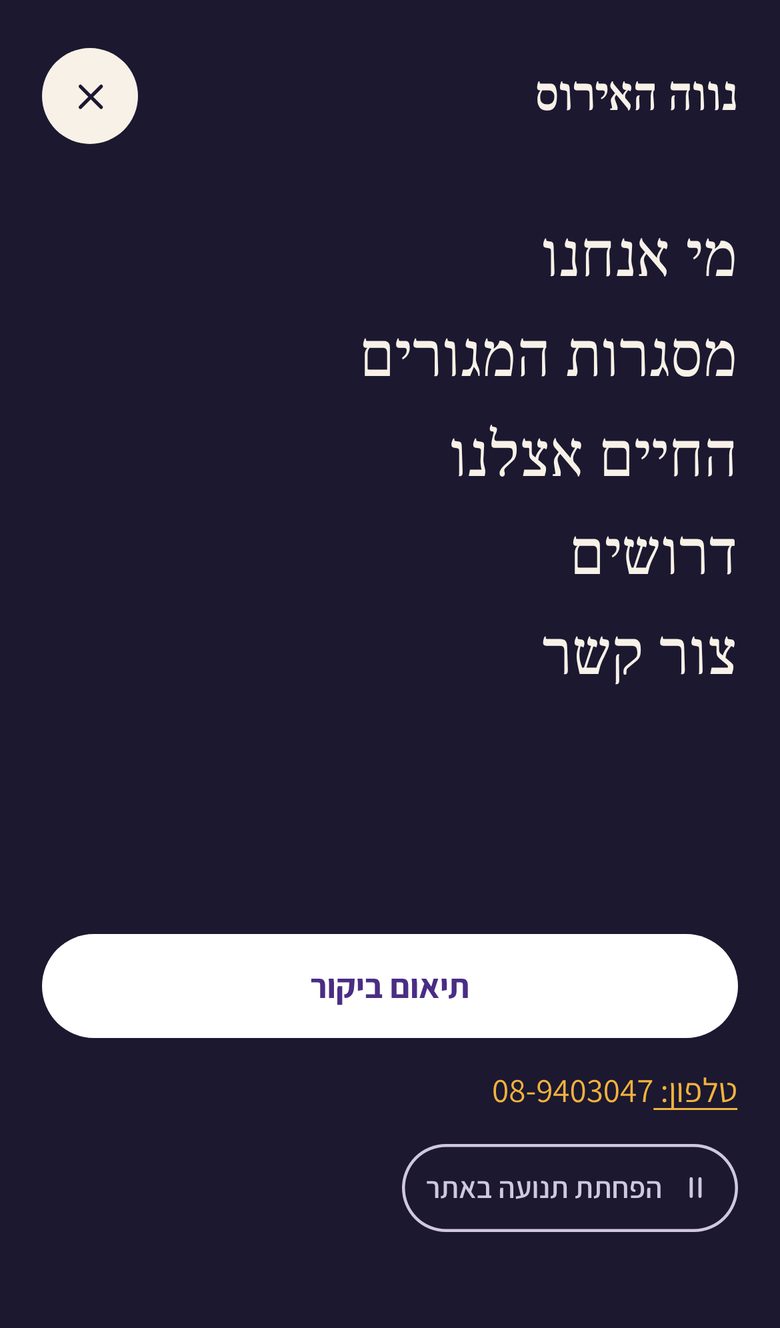 נווה האירוס
מי אנחנו
מסגרות המגורים
החיים אצלנו
דרושים
צור קשר
תיאום ביקור
טלפון: 08-9403047
הפחתת תנועה באתר